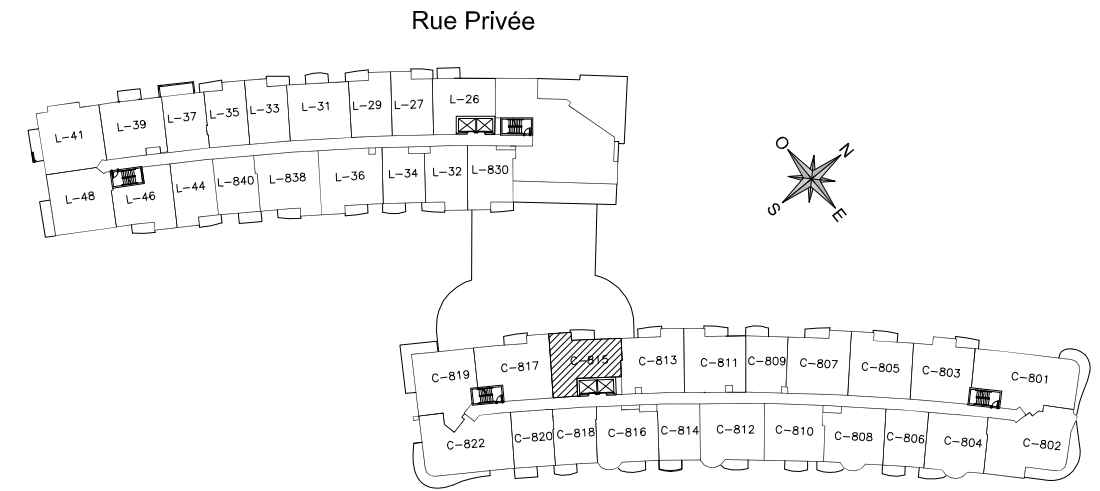 Rue Privée
L-41 L-39 L-37 L-35 L-33 L-31 L-29 L-27 L-26
L-48 L-46 L-44 L-840 L-838 L-36 L-34 L-32 L-830
O N
S E
C-819 C-817 C-815 C-813 C-811 C-809 C-807 C-805 C-803 C-801
C-822 C-820 C-818 C-816 C-814 C-812 C-810 C-808 C-806 C-804 C-802